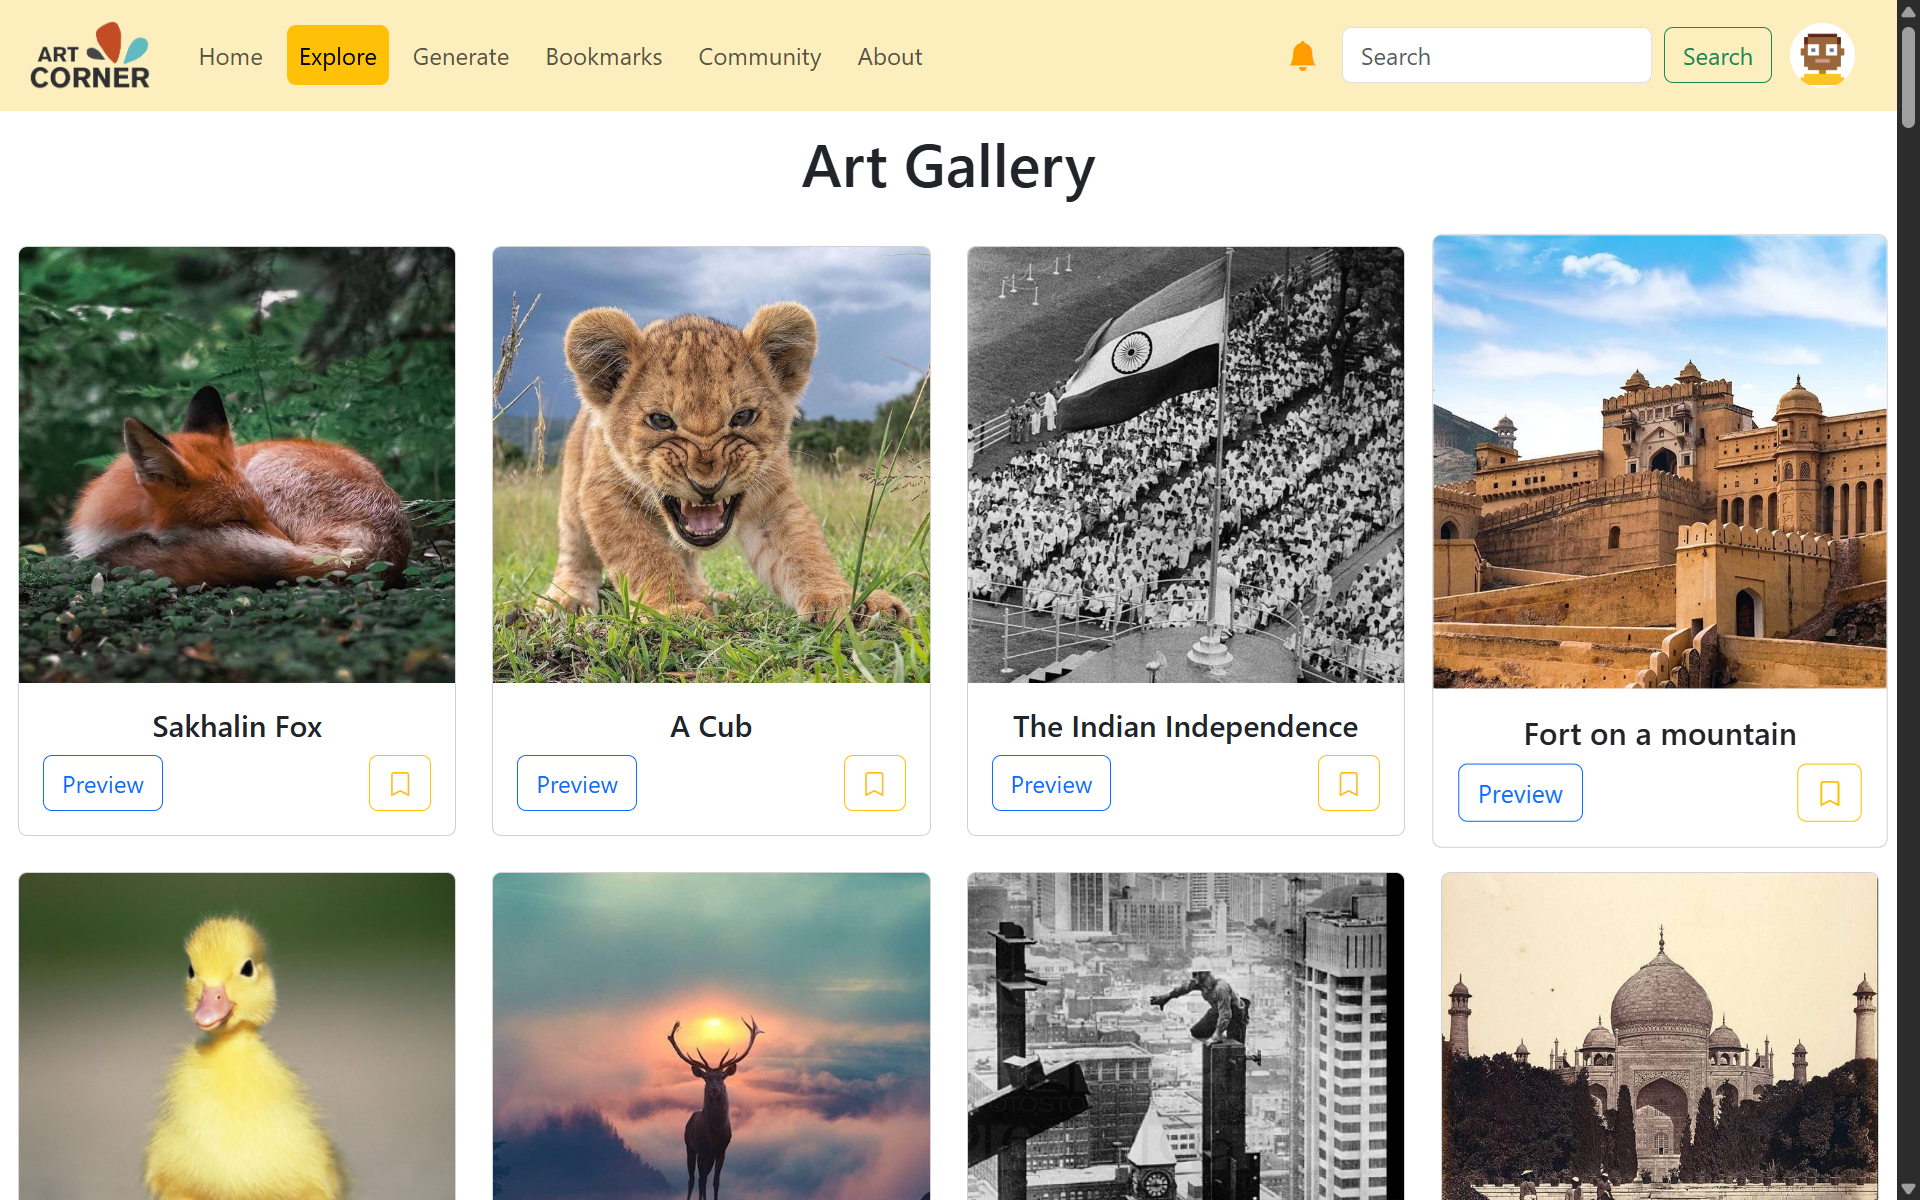 ART
CORNER
Home
Explore
Generate
Bookmarks
Community
About
Search
Search
Art Gallery
Sakhalin Fox
Preview
A Cub
Preview
The Indian Independence
Preview
Fort on a mountain
Preview